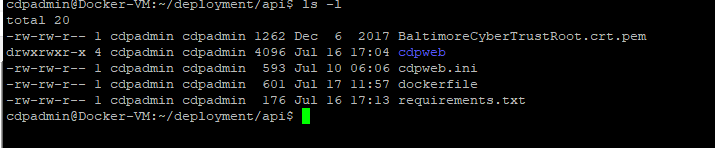 cdpadmin@Docker-VM:~/deployment/api$ ls -l
total 20
-rw-rw-r-- 1 cdpadmin cdpadmin 1262 Dec  6  2017 BaltimoreCyberTrustRoot.crt.pem
drwxrwxr-x 4 cdpadmin cdpadmin 4096 Jul 16 17:04 cdpweb
-rw-rw-r-- 1 cdpadmin cdpadmin  593 Jul 10 06:06 cdpweb.ini
-rw-rw-r-- 1 cdpadmin cdpadmin  601 Jul 17 11:57 dockerfile
-rw-rw-r-- 1 cdpadmin cdpadmin  176 Jul 16 17:13 requirements.txt
cdpadmin@Docker-VM:~/deployment/api$